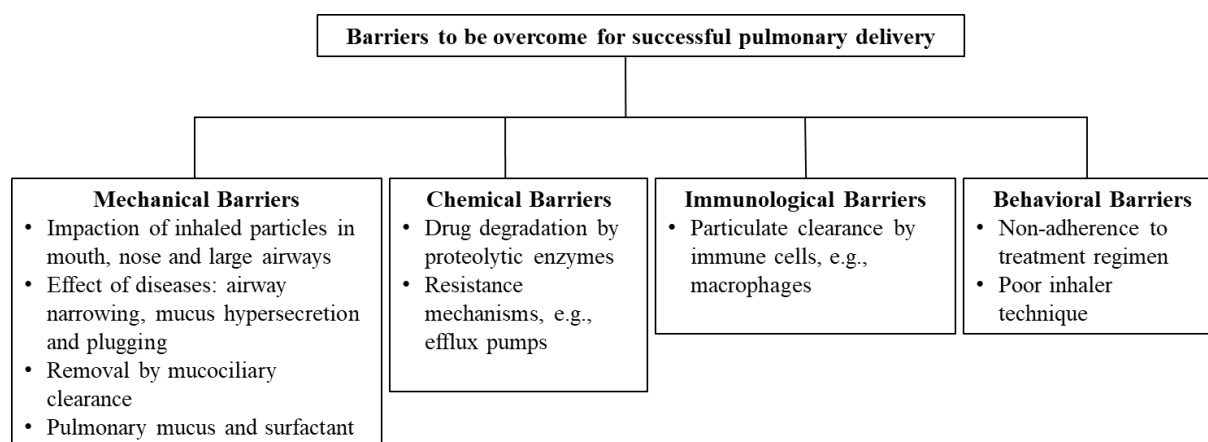 Barriers to be overcome for successful pulmonary delivery
Mechanical Barriers
• Impaction of inhaled particles in
mouth, nose and large airways
• Effect of diseases: airway
narrowing, mucus hypersecretion
and plugging
• Removal by mucociliary
clearance
• Pulmonary mucus and surfactant
Chemical Barriers
• Drug degradation by
proteolytic enzymes
• Resistance
mechanisms, e.g.,
efflux pumps
Immunological Barriers
• Particulate clearance by
immune cells, e.g.,
macrophages
Behavioral Barriers
• Non-adherence to
treatment regimen
• Poor inhaler
technique